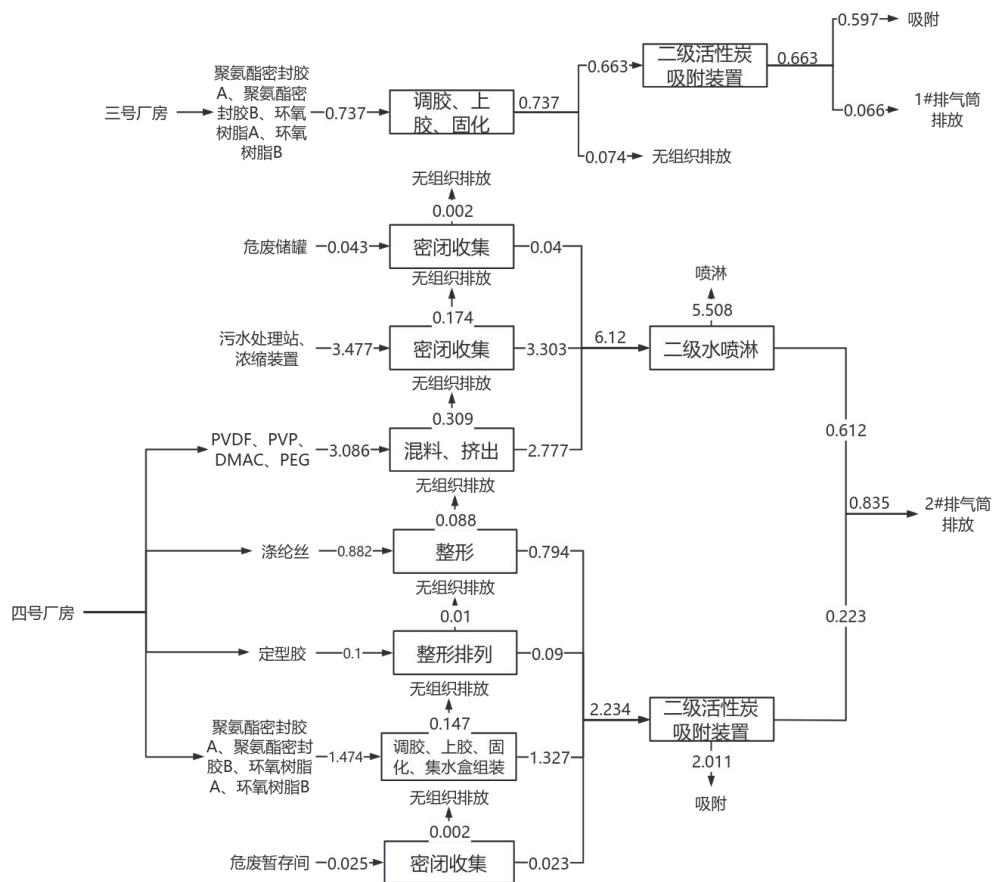 0.597
吸附
二级活性炭
吸附装置
0.663
0.663
聚氨酯密封胶
A、聚氨酯密
封胶B、环氧
树脂A、环氧
树脂B
三号厂房
0.737
调胶、上
胶、固化
0.737
0.066
1#排气筒
排放
0.074
无组织排放
无组织排放
0.002
危废储罐
0.043
密闭收集
0.04
无组织排放
喷淋
5.508
0.174
污水处理站、
浓缩装置
3.477
密闭收集
3.303
6.12
二级水喷淋
无组织排放
0.309
0.612
PVDF、PVP、
DMAC、PEG
3.086
混料、挤出
2.777
无组织排放
0.088
0.835
2#排气筒
排放
涤纶丝
0.882
整形
0.794
无组织排放
四号厂房
0.01
0.223
定型胶
0.1
整形排列
0.09
无组织排放
0.147
2.234
二级活性炭
吸附装置
聚氨酯密封胶
A、聚氨酯密封
胶B、环氧树脂
A、环氧树脂B
1.474
调胶、上胶、固
化、集水盒组装
1.327
2.011
吸附
无组织排放
0.002
危废暂存间
0.025
密闭收集
0.023